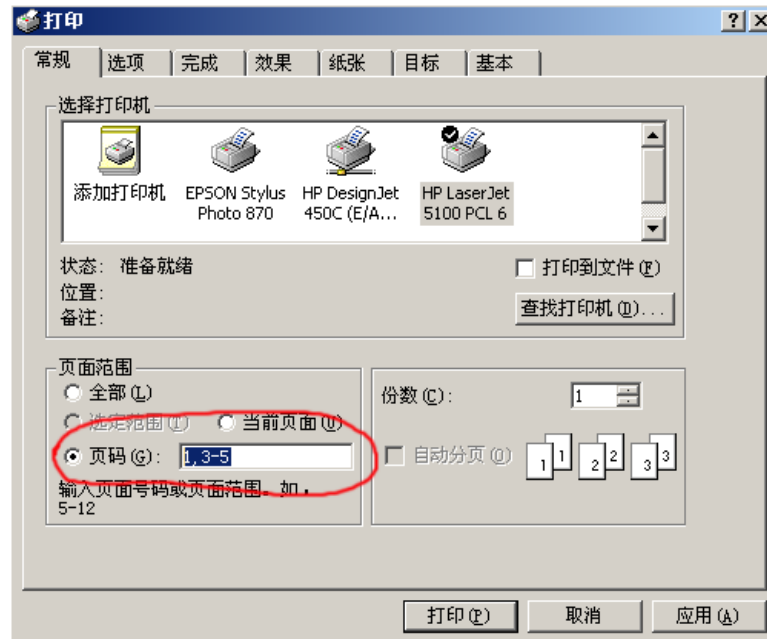 打印
常规 选项 完成 效果 纸张 目标 基本
选择打印机
添加打印机 EPSON Stylus Photo 870 HP DesignJet 450C (E/A... HP LaserJet 5100 PCL 6
状态: 准备就绪
打印到文件(F)
位置:
查找打印机(D)...
备注:
页面范围
全部(L)
选定范围(T) 当前页面(U)
页码(G): 1,3-5
输入页面号码或页面范围。如,
5-12
份数(C): 1
自动分页(O) 1 1 2 2 3 3
打印(P) 取消 应用(A)